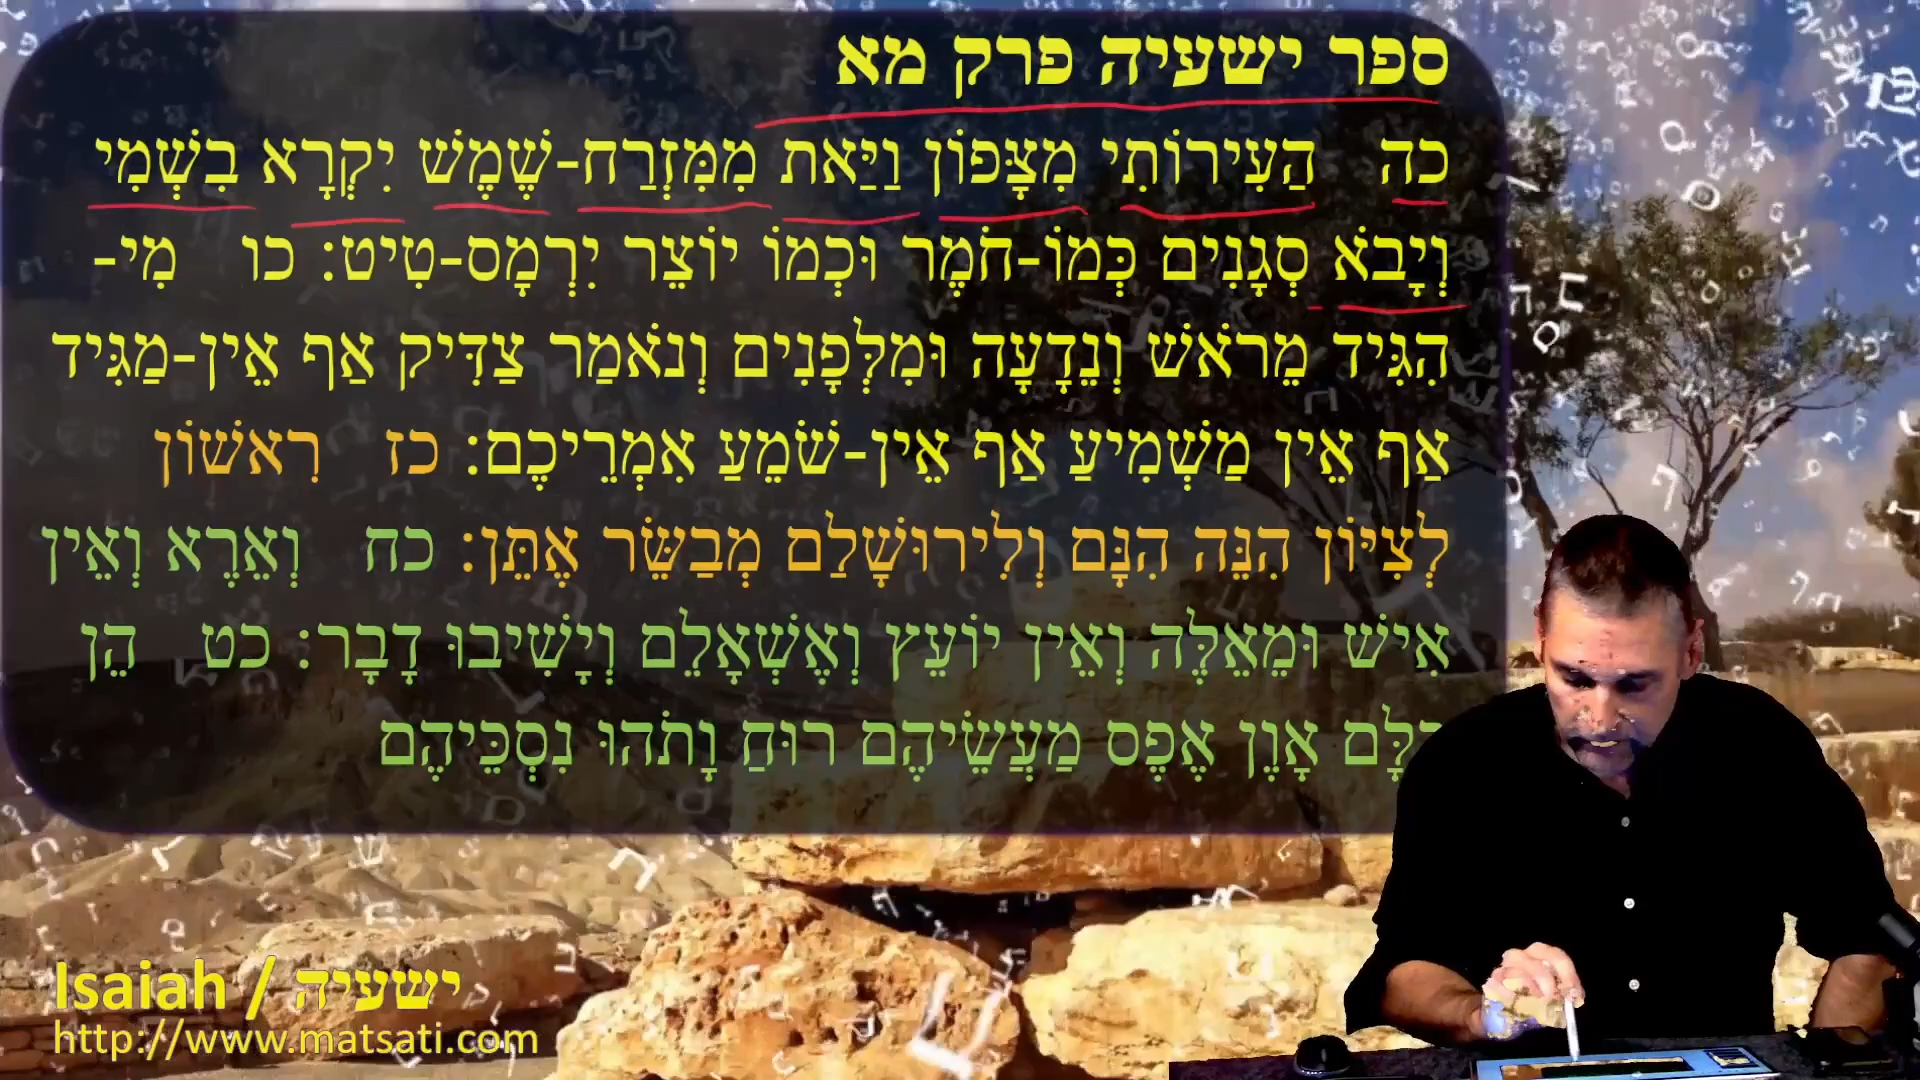 ספר ישעיה פרק מא
כה הַעִירוֹתִי מִצָּפוֹן וַיַּאת מִמִּזְרַח-שֶׁמֶשׁ יִקְרָא בִשְׁמִי
וְיָבֹא סְגָנִים כְּמוֹ-חֹמֶר וּכְמוֹ יוֹצֵר יִרְמָס-טִיט: כו מִי-
הִגִּיד מֵרֹאשׁ וְנֵדָעָה וּמִלְּפָנִים וְנֹאמַר צַדִּיק אַף אֵין-מַגִּיד
אַף אֵין מַשְׁמִיעַ אַף אֵין-שֹׁמֵעַ אִמְרֵיכֶם: כז רִאשׁוֹן
לְצִיּוֹן הִנֵּה הִנָּם וְלִירוּשָׁלַם מְבַשֵּׂר אֶתֵּן: כח וְאֵרֶא וְאֵין
אִישׁ וּמֵאֵלֶּה וְאֵין יוֹעֵץ וְאֶשְׁאָלֵם וְיָשִׁיבוּ דָבָר: כט הֵן
כֻּלָּם אָוֶן אֶפֶס מַעֲשֵׂיהֶם רוּחַ וָתֹהוּ נִסְכֵּיהֶם
Isaiah / ישעיה
http://www.matsati.com